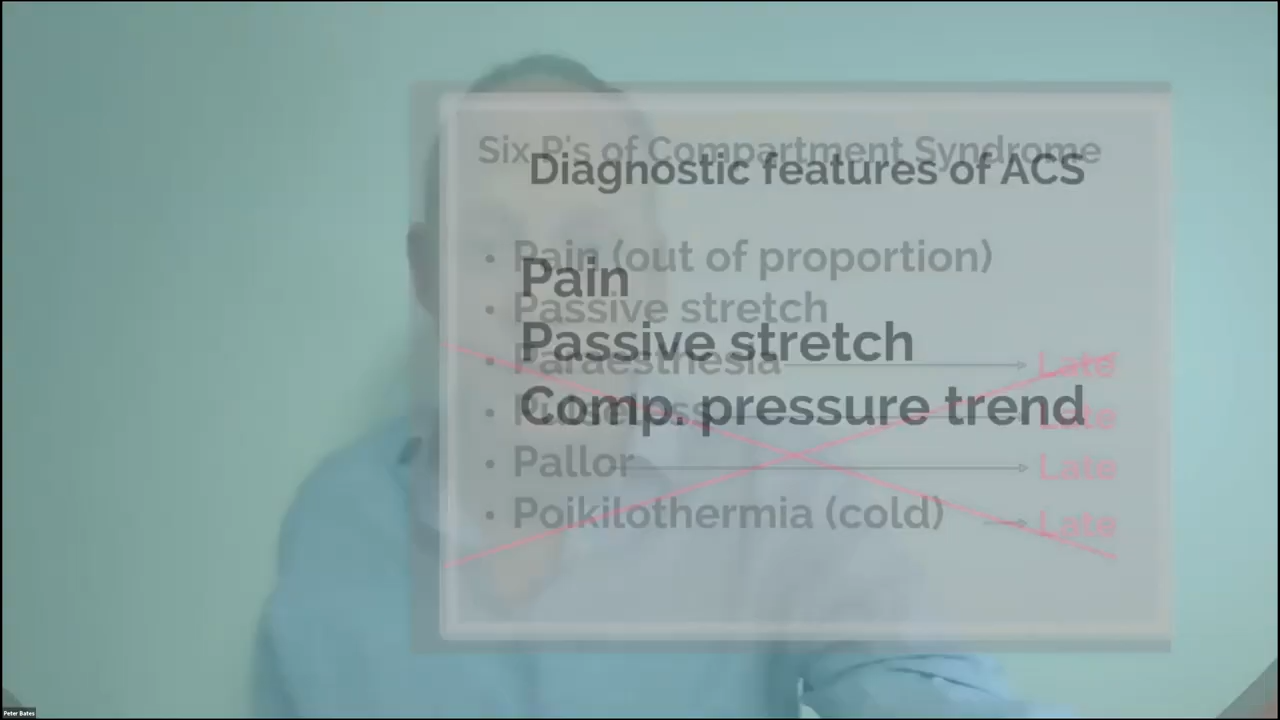 Six P's of Compartment Syndrome
Diagnostic features of ACS
• Pain (out of proportion)
Pain
• Passive stretch
Passive stretch
• Paraesthesia Late
Comp. pressure trend
• Pulseless Late
• Pallor Late
• Poikilothermia (cold) Late
Peter Bates